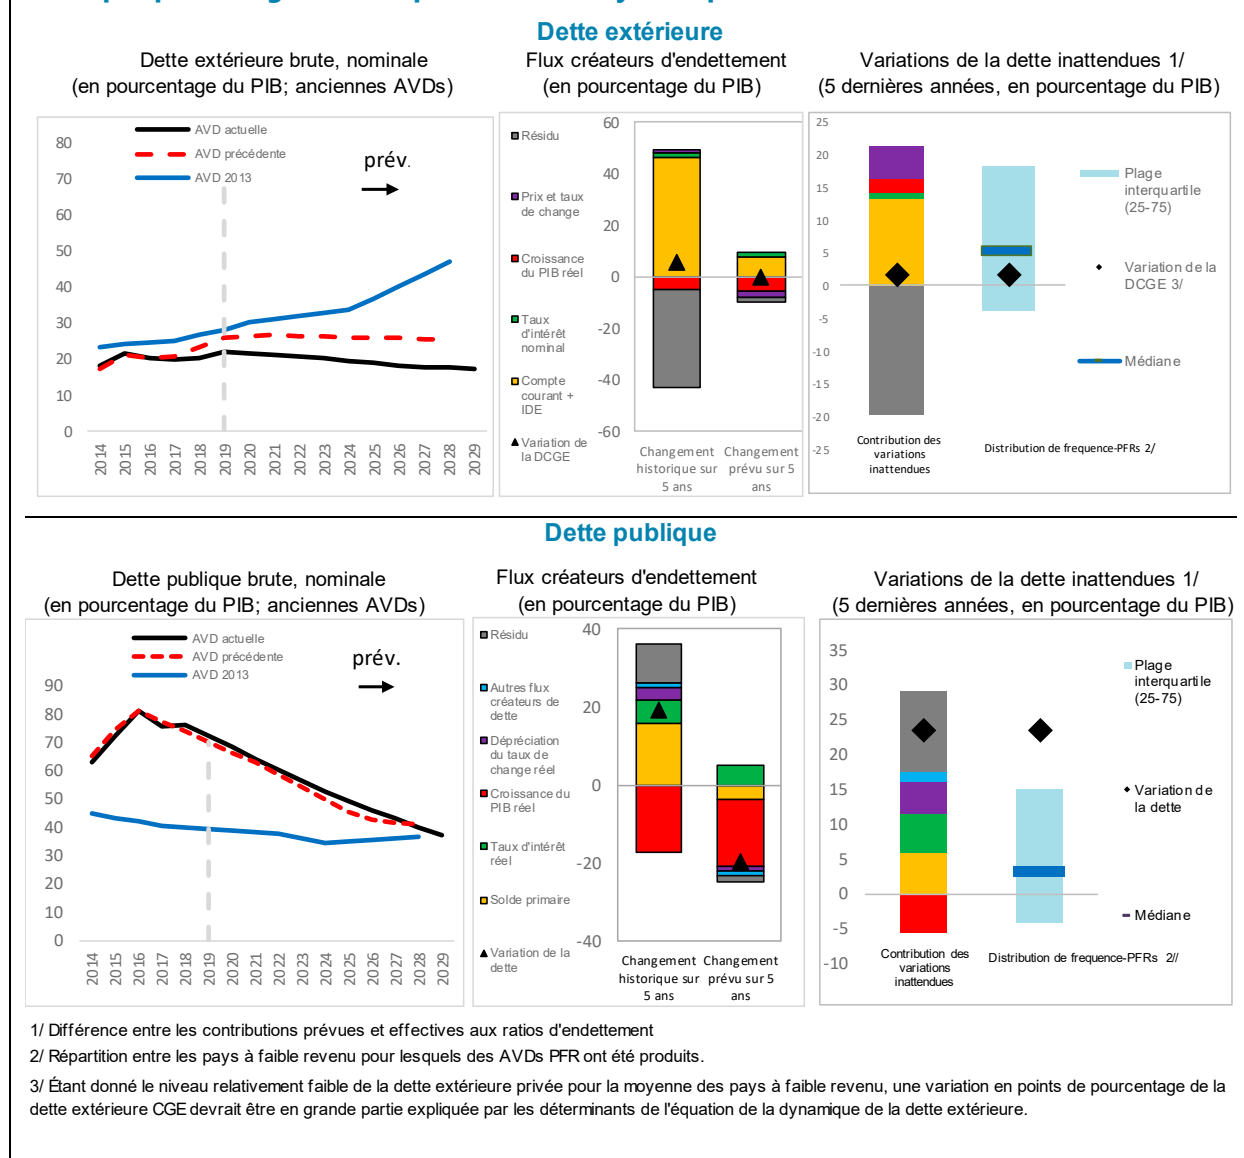 Dette extérieure
Dette extérieure brute, nominale
(en pourcentage du PIB; anciennes AVDs)
AVD actuelle
AVD précédente
AVD 2013
prév.
80
70
60
50
40
30
20
10
0
2014
2015
2016
2017
2018
2019
2020
2021
2022
2023
2024
2025
2026
2027
2028
2029
Flux créateurs d'endettement
(en pourcentage du PIB)
Résidu
Prix et taux
de change
Croissance
du PIB réel
Taux
d'intérêt
nominal
Compte
courant +
IDE
Variation de
la DCGE
60
40
20
0
-20
-40
-60
Changement
historique sur
5 ans
Changement
prévu sur 5
ans
Variations de la dette inattendues 1/
(5 dernières années, en pourcentage du PIB)
25
20
15
10
5
0
-5
-10
-15
-20
-25
Contribution des
variations
inattendues
Distribution de frequence-PFRs 2/
Plage
interquartile
(25-75)
Variation de la
DCGE 3/
Médiane
Dette publique
Dette publique brute, nominale
(en pourcentage du PIB; anciennes AVDs)
AVD actuelle
AVD précédente
AVD 2013
prév.
90
80
70
60
50
40
30
20
10
0
2014
2015
2016
2017
2018
2019
2020
2021
2022
2023
2024
2025
2026
2027
2028
2029
Flux créateurs d'endettement
(en pourcentage du PIB)
Résidu
Autres flux
créateurs de
dette
Dépréciation
du taux de
change réel
Croissance du
PIB réel
Taux d'intérêt
réel
Solde primaire
Variation de la
dette
40
20
0
-20
-40
Changement
historique sur
5 ans
Changement
prévu sur 5
ans
Variations de la dette inattendues 1/
(5 dernières années, en pourcentage du PIB)
35
30
25
20
15
10
5
0
-5
-10
Contribution des
variations
inattendues
Distribution de frequence-PFRs 2//
Plage
interquartile
(25-75)
Variation de
la dette
Médiane
1/ Différence entre les contributions prévues et effectives aux ratios d'endettement
2/ Répartition entre les pays à faible revenu pour lesquels des AVDs PFR ont été produits.
3/ Étant donné le niveau relativement faible de la dette extérieure privée pour la moyenne des pays à faible revenu, une variation en points de pourcentage de la
dette extérieure CGE devrait être en grande partie expliquée par les déterminants de l'équation de la dynamique de la dette extérieure.